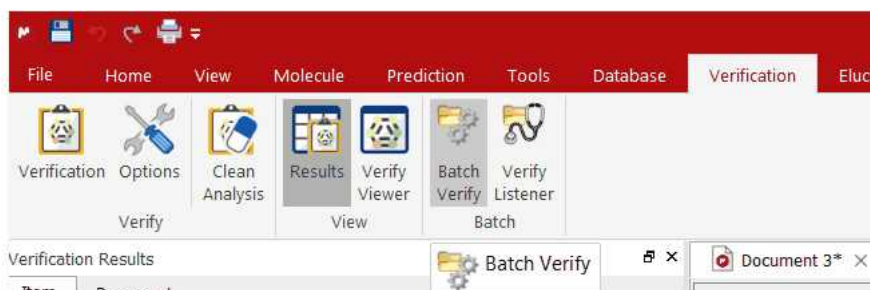 File Home View Molecule Prediction Tools Database Verification Eluc
Verification Options Clean Analysis Results Verify Viewer Batch Verify Verify Listener
Verify View Batch
Verification Results Batch Verify Document 3*